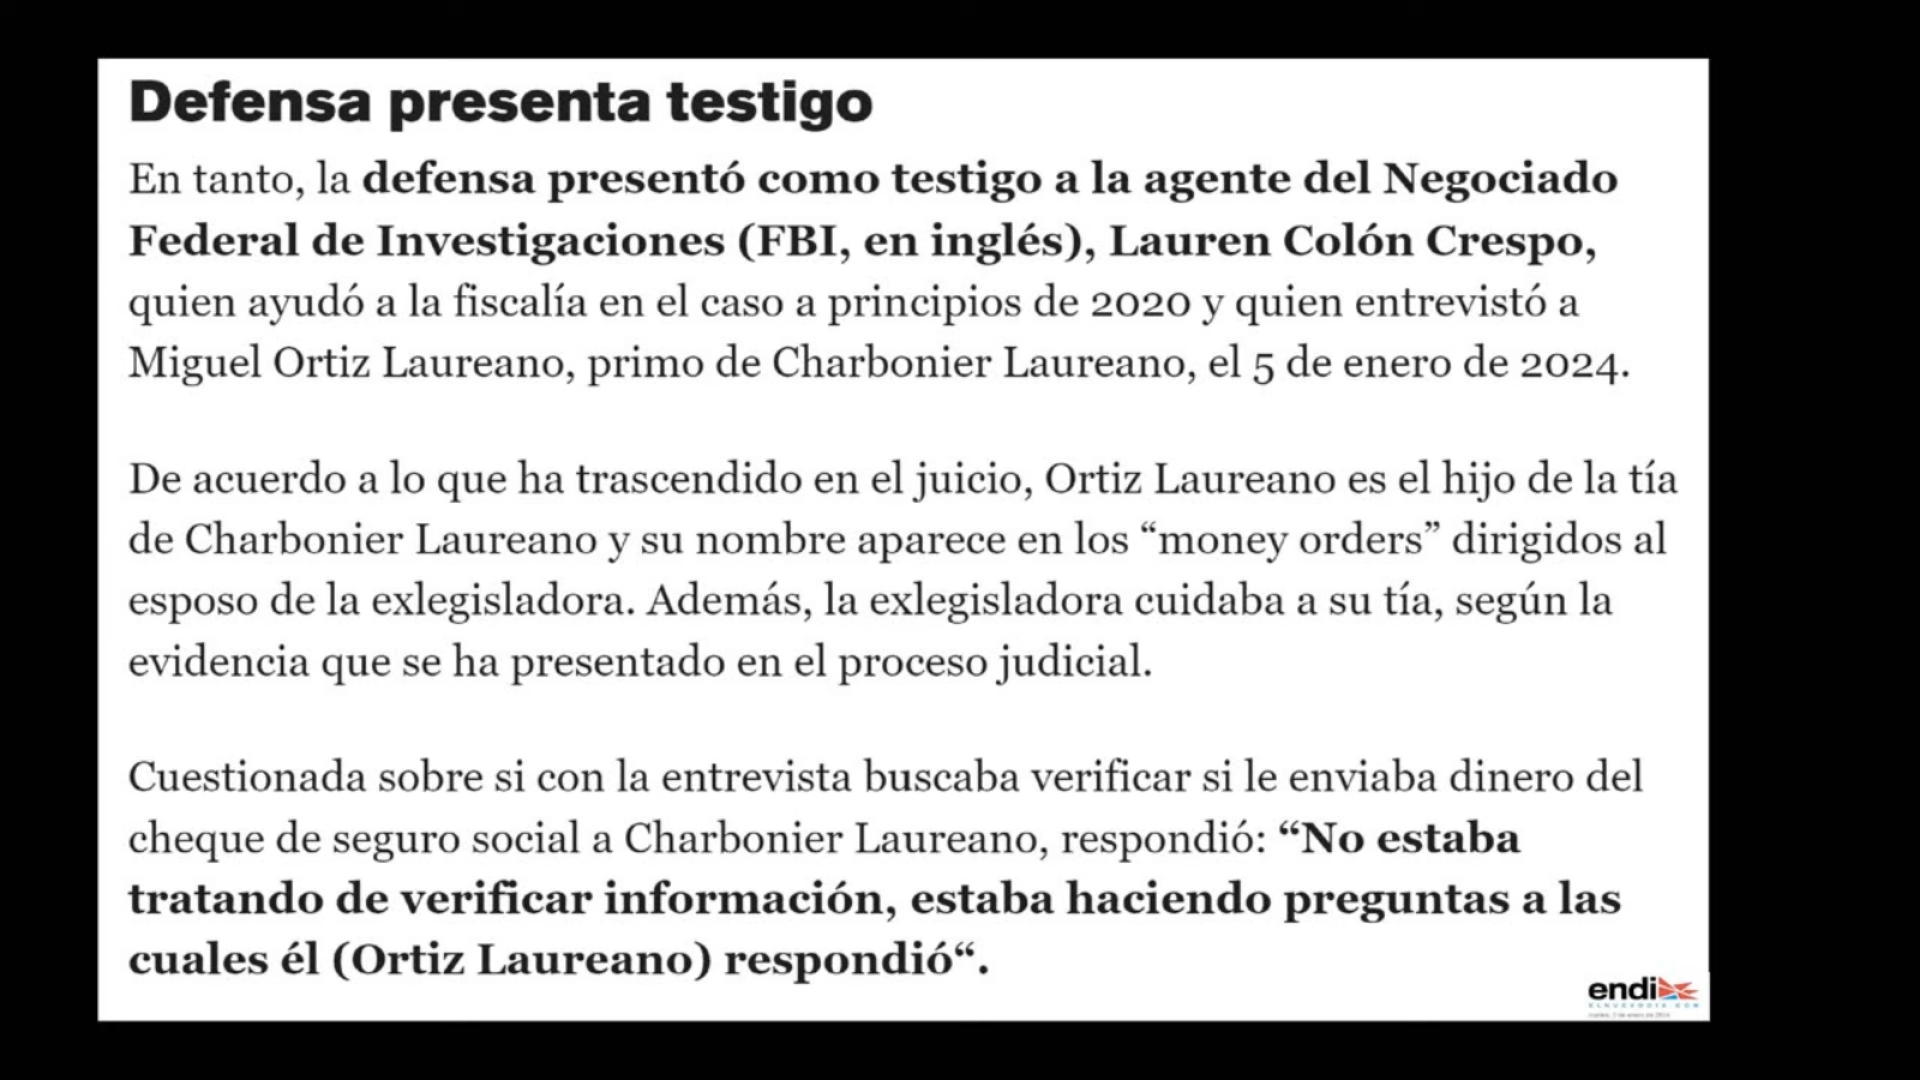 Defensa presenta testigo
En tanto, la defensa presentó como testigo a la agente del Negociado
Federal de Investigaciones (FBI, en inglés), Lauren Colón Crespo,
quien ayudó a la fiscalía en el caso a principios de 2020 y quien entrevistó a
Miguel Ortiz Laureano, primo de Charbonier Laureano, el 5 de enero de 2024.
De acuerdo a lo que ha trascendido en el juicio, Ortiz Laureano es el hijo de la tía
de Charbonier Laureano y su nombre aparece en los “money orders” dirigidos al
esposo de la exlegisladora. Además, la exlegisladora cuidaba a su tía, según la
evidencia que se ha presentado en el proceso judicial.
Cuestionada sobre si con la entrevista buscaba verificar si le enviaba dinero del
cheque de seguro social a Charbonier Laureano, respondió: “No estaba
tratando de verificar información, estaba haciendo preguntas a las
cuales él (Ortiz Laureano) respondió“.
endi
ELNUEVODIA.COM